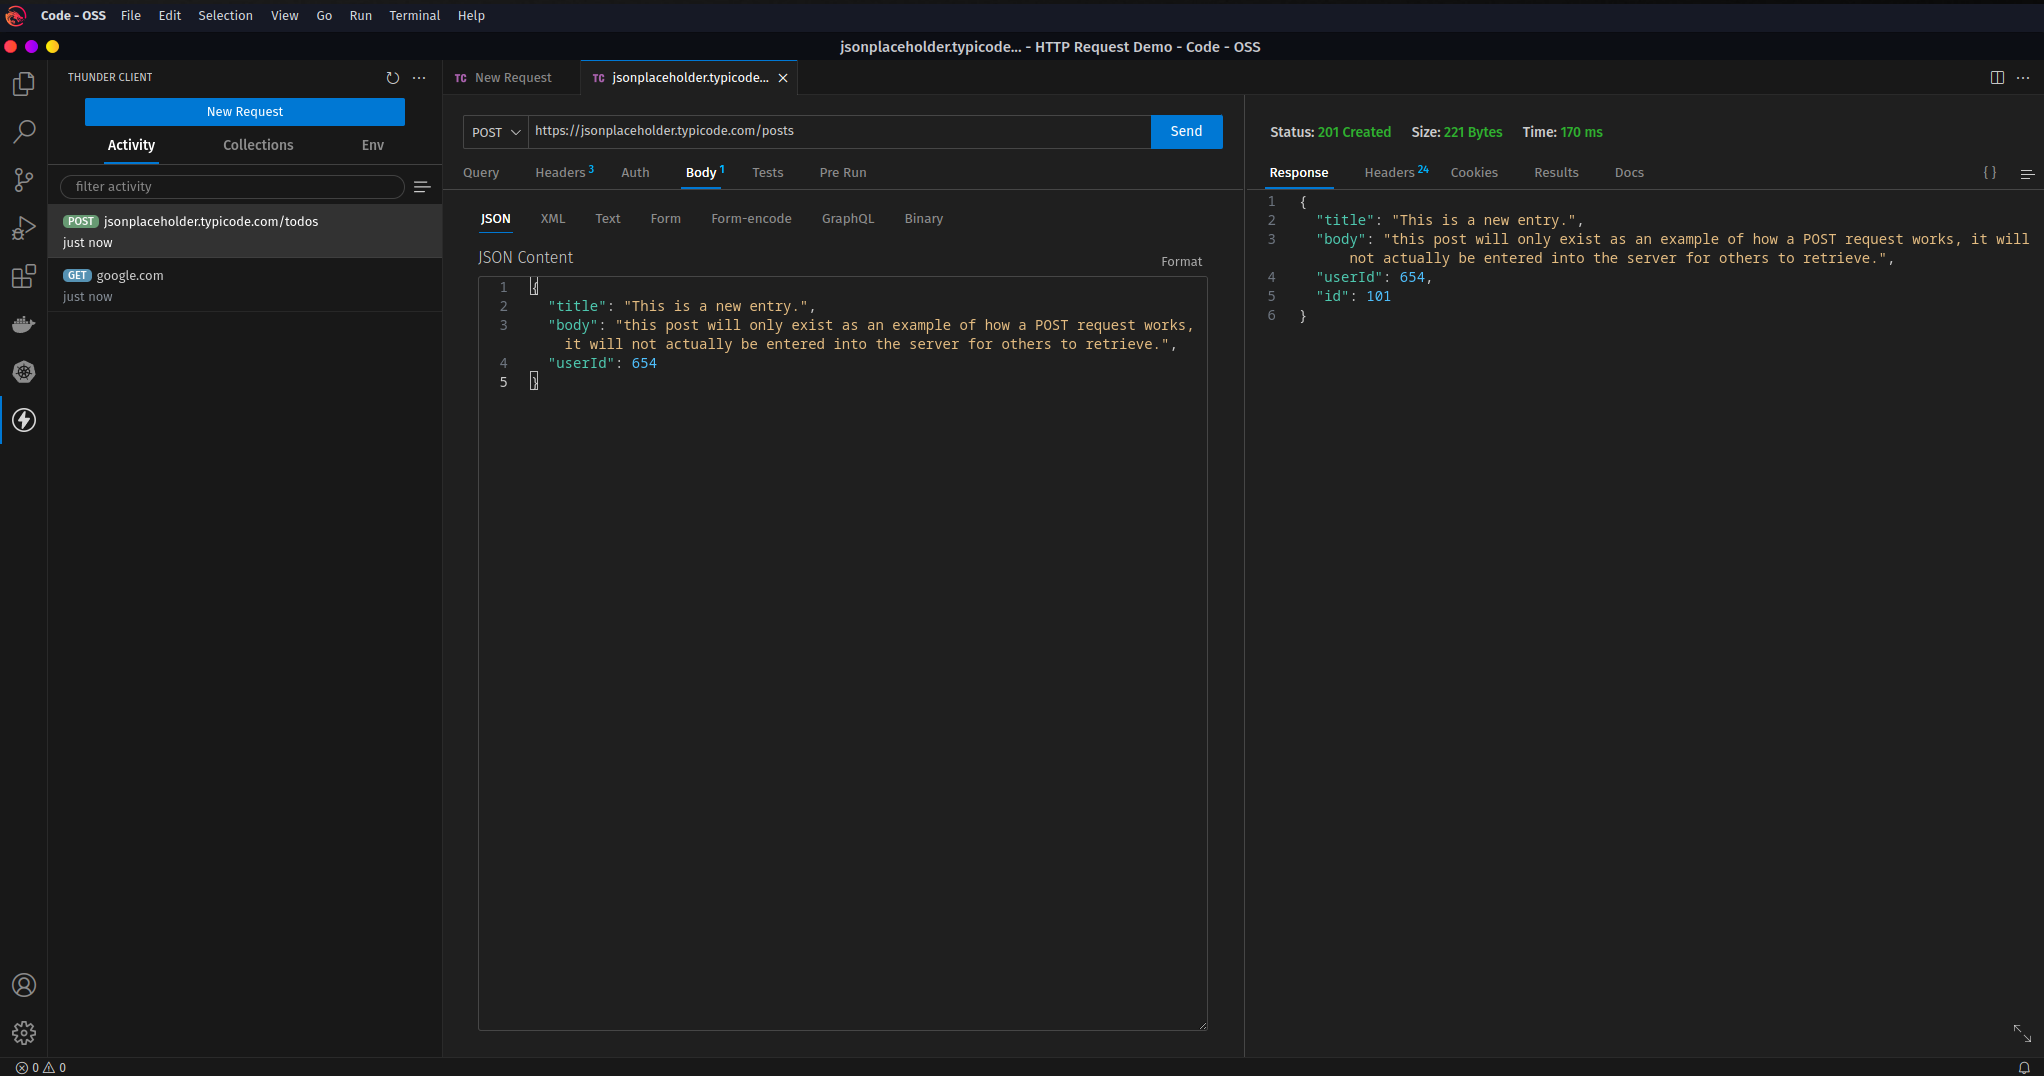 Code - OSS File Edit Selection View Go Run Terminal Help
jsonplaceholder.typicode... - HTTP Request Demo - Code - OSS
THUNDER CLIENT
New Request
Activity Collections Env
filter activity
POST jsonplaceholder.typicode.com/todos
just now
GET google.com
just now
TC New Request
TC jsonplaceholder.typicode...
POST https://jsonplaceholder.typicode.com/posts Send
Query Headers 3 Auth Body 1 Tests Pre Run
JSON XML Text Form Form-encode GraphQL Binary
JSON Content Format
1 {
2 "title": "This is a new entry.",
3 "body": "this post will only exist as an example of how a POST request works,
it will not actually be entered into the server for others to retrieve.",
4 "userId": 654
5 }
Status: 201 Created Size: 221 Bytes Time: 170 ms
Response Headers 24 Cookies Results Docs { }
1 {
2 "title": "This is a new entry.",
3 "body": "this post will only exist as an example of how a POST request works, it will
not actually be entered into the server for others to retrieve.",
4 "userId": 654,
5 "id": 101
6 }
0 0